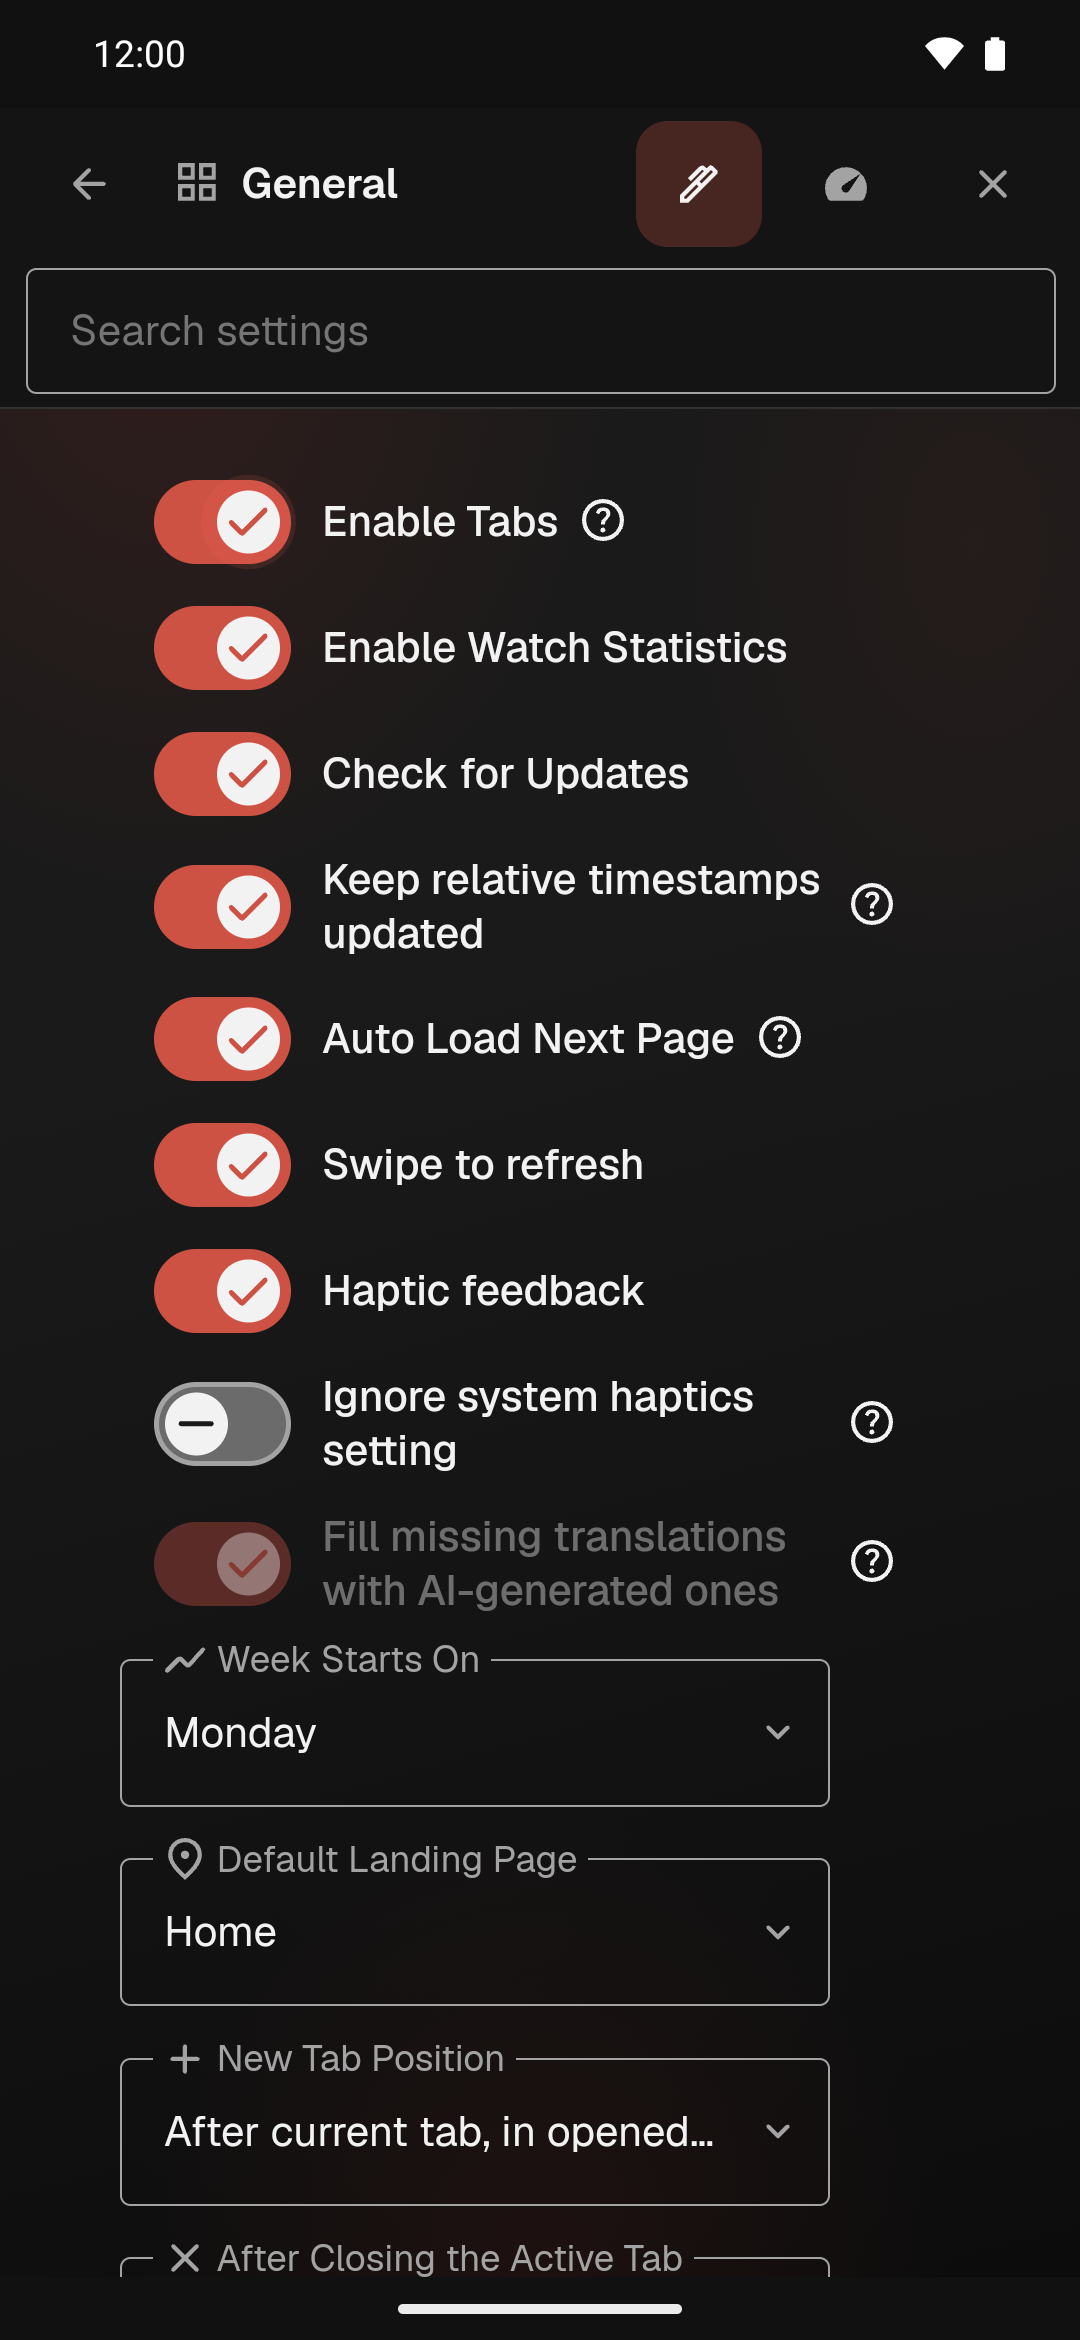 12:00
General
Search settings
Enable Tabs
Enable Watch Statistics
Check for Updates
Keep relative timestamps
updated
Auto Load Next Page
Swipe to refresh
Haptic feedback
Ignore system haptics
setting
Fill missing translations
with AI-generated ones
Week Starts On
Monday
Default Landing Page
Home
New Tab Position
After current tab, in opened...
After Closing the Active Tab